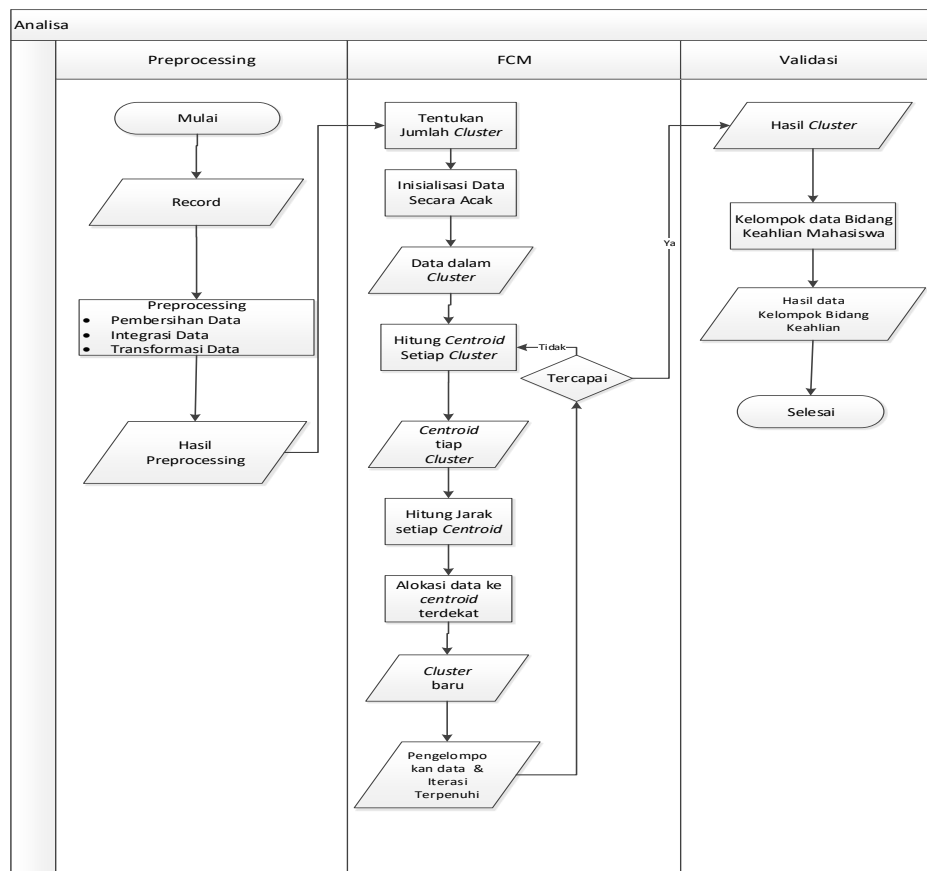 Analisa
Preprocessing
FCM
Validasi
Mulai
Record
Preprocessing
• Pembersihan Data
• Integrasi Data
• Transformasi Data
Hasil
Preprocessing
Tentukan
Jumlah Cluster
Inisialisasi Data
Secara Acak
Data dalam
Cluster
Hitung Centroid
Setiap Cluster
Tidak
Tercapai
Ya
Centroid
tiap
Cluster
Hitung Jarak
setiap Centroid
Alokasi data ke
centroid
terdekat
Cluster
baru
Pengelompo
kan data &
Iterasi
Terpenuhi
Hasil Cluster
Kelompok data Bidang
Keahlian Mahasiswa
Hasil data
Kelompok Bidang
Keahlian
Selesai